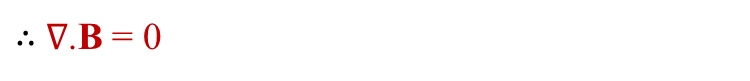 ∴ ∇.B = 0